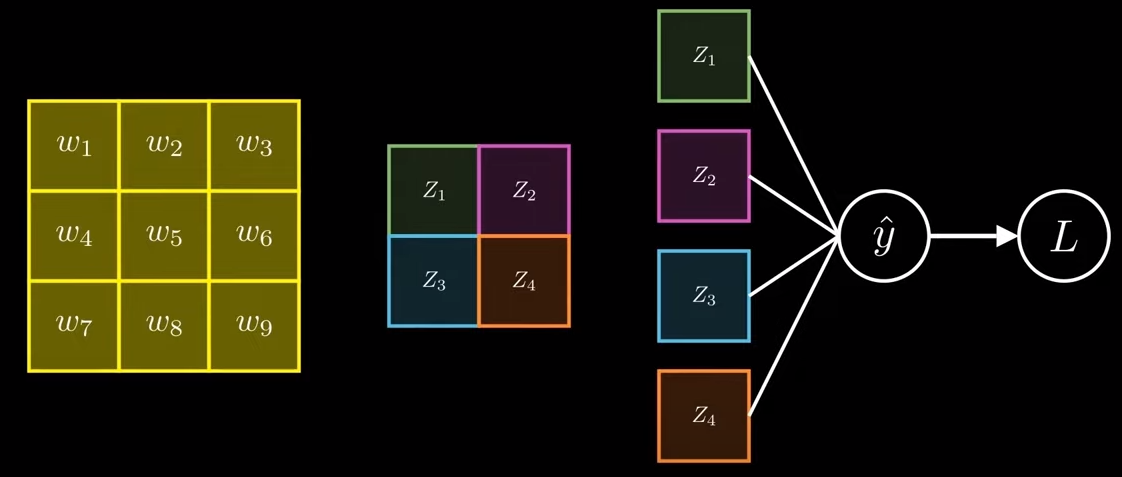 w₁ w₂ w₃
w₄ w₅ w₆
w₇ w₈ w₉
z₁ z₂
z₃ z₄
z₁
z₂
z₃
z₄
ŷ
L